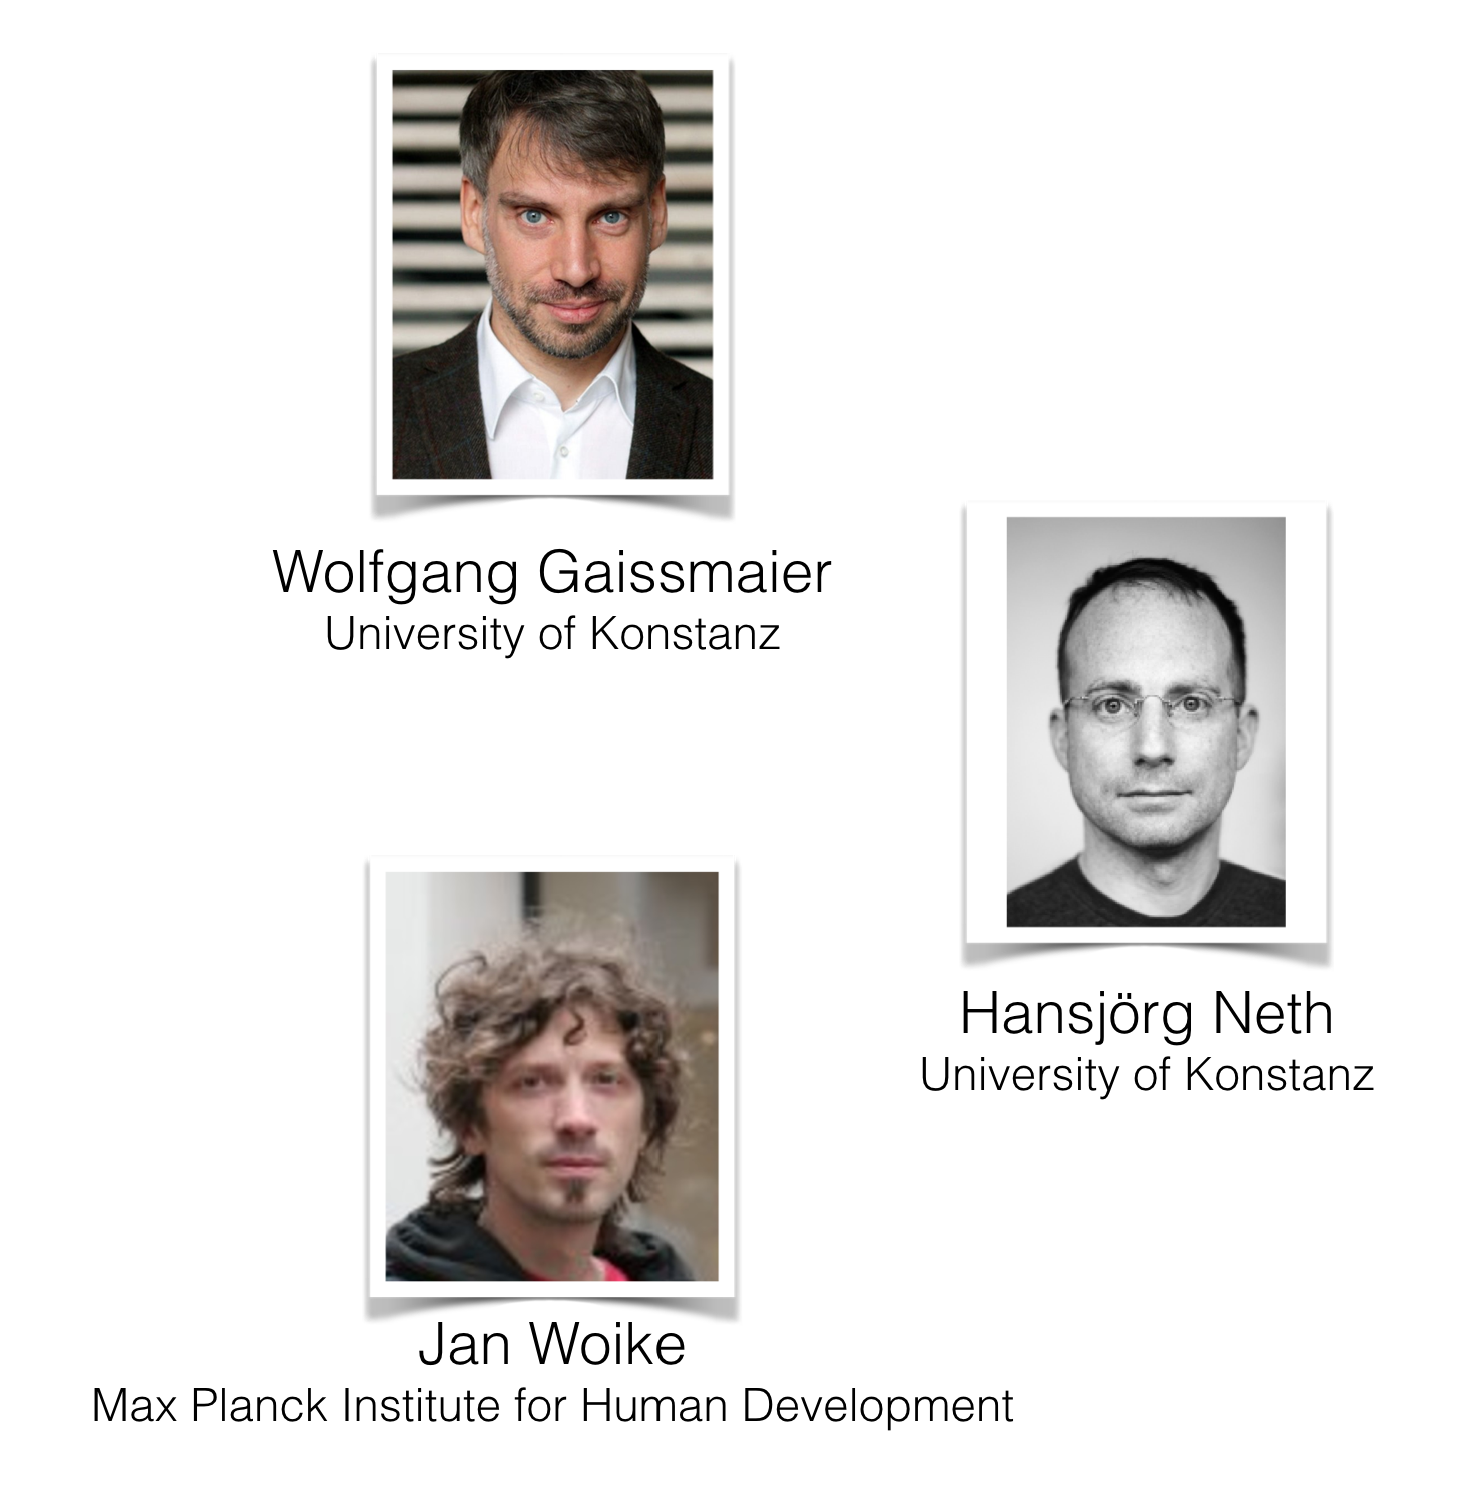 Wolfgang Gaissmaier
University of Konstanz
Hansjörg Neth
University of Konstanz
Jan Woike
Max Planck Institute for Human Development